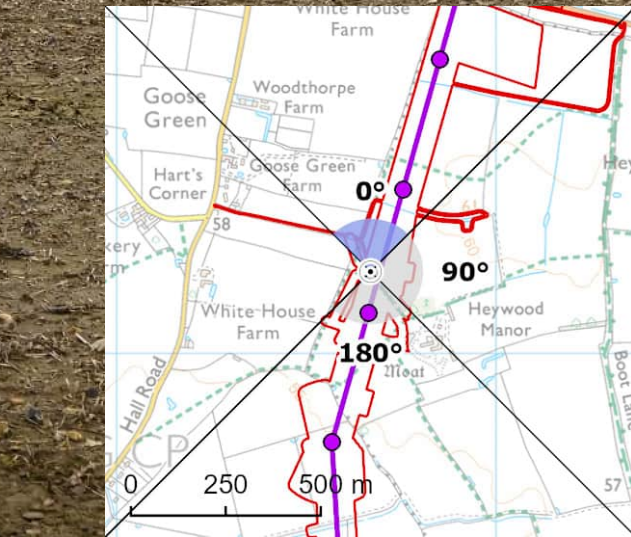 White House
Farm
Woodthorpe
Farm
Goose
Green
Goose Green
Farm
Hart's
Corner
0°
58
60
90°
White House
Farm
Heywood
Manor
180°
Moat
Hall Road
Boot Lane
CP
57
0 250 500 m